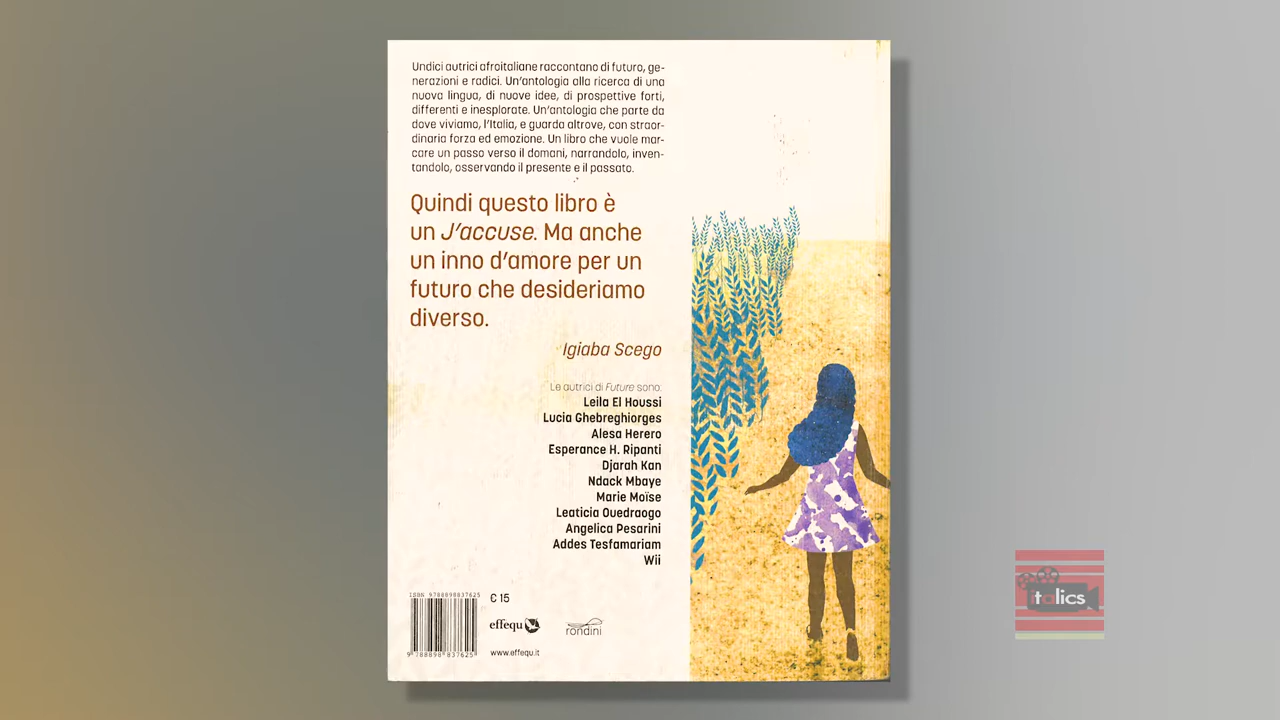 Undici autrici afroitaliane raccontano di futuro, ge-
nerazioni e radici. Un'antologia alla ricerca di una
nuova lingua, di nuove idee, di prospettive forti,
differenti e inesplorate. Un'antologia che parte da
dove viviamo, l'Italia, e guarda altrove, con straor-
dinaria forza ed emozione. Un libro che vuole mar-
care un passo verso il domani, narrandolo, inven-
tandolo, osservando il presente e il passato.
Quindi questo libro è
un J'accuse. Ma anche
un inno d'amore per un
futuro che desideriamo
diverso.
Igiaba Scego
Le autrici di Future sono:
Leila El Houssi
Lucia Ghebreghiorges
Alesa Herero
Esperance H. Ripanti
Djarah Kan
Ndack Mbaye
Marie Moïse
Leaticia Ouedraogo
Angelica Pesarini
Addes Tesfamariam
Wii
ISBN 9788898837625
€ 15
effequ
rondini
9 788898 837625
www.effequ.it
italics